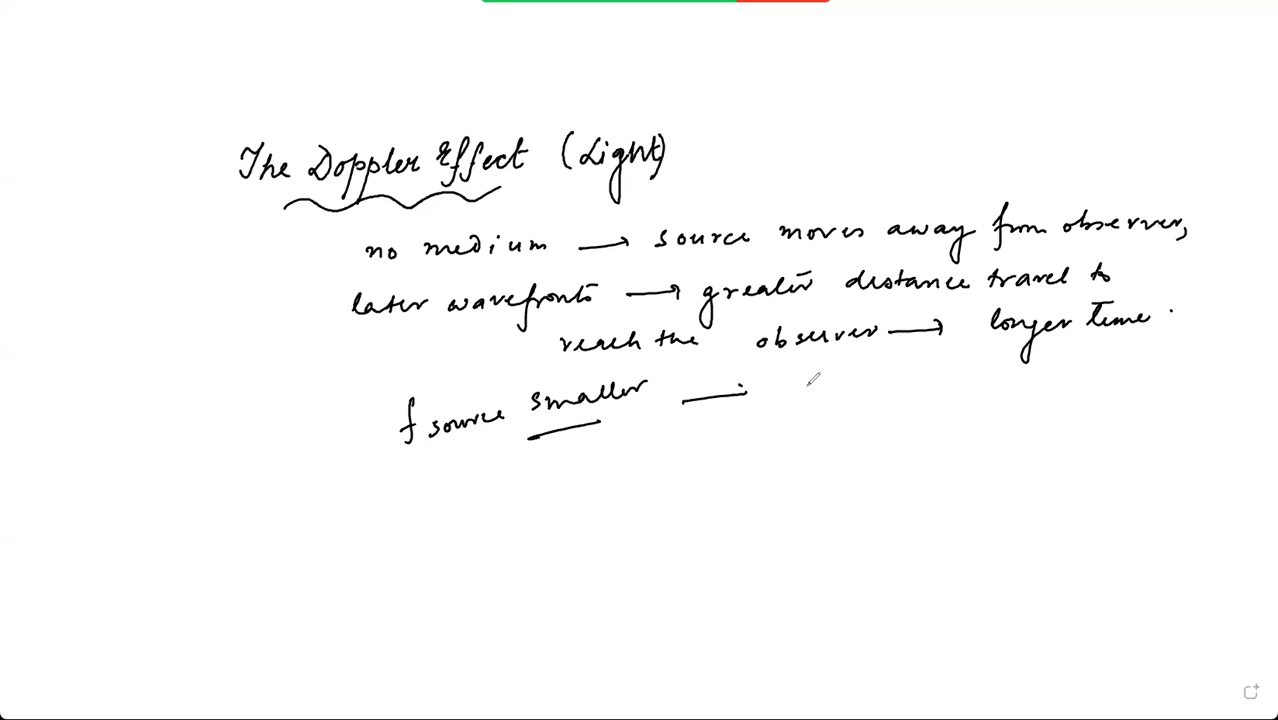 The Doppler Effect (Light)
no medium → source moves away from observer,
later wavefronts → greater distance travel to
reach the observer → longer time.
f source smaller —